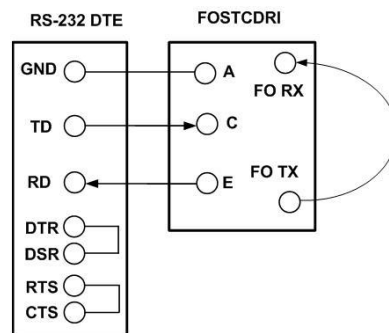 RS-232 DTE
FOSTCDRI
GND
A
FO RX
TD
C
RD
E
FO TX
DTR
DSR
RTS
CTS